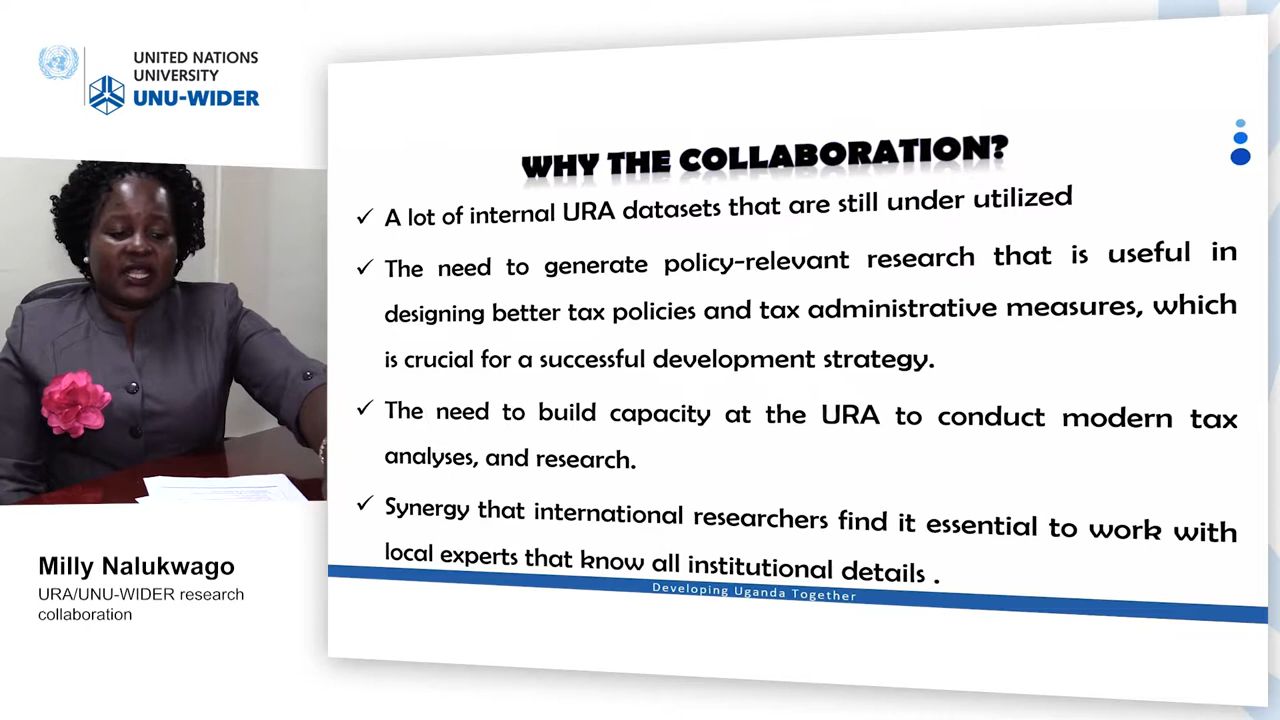 UNITED NATIONS
UNIVERSITY
UNU-WIDER
WHY THE COLLABORATION?
✓ A lot of internal URA datasets that are still under utilized
✓ The need to generate policy-relevant research that is useful in
designing better tax policies and tax administrative measures, which
is crucial for a successful development strategy.
✓ The need to build capacity at the URA to conduct modern tax
analyses, and research.
✓ Synergy that international researchers find it essential to work with
local experts that know all institutional details .
Developing Uganda Together
Milly Nalukwago
URA/UNU-WIDER research
collaboration